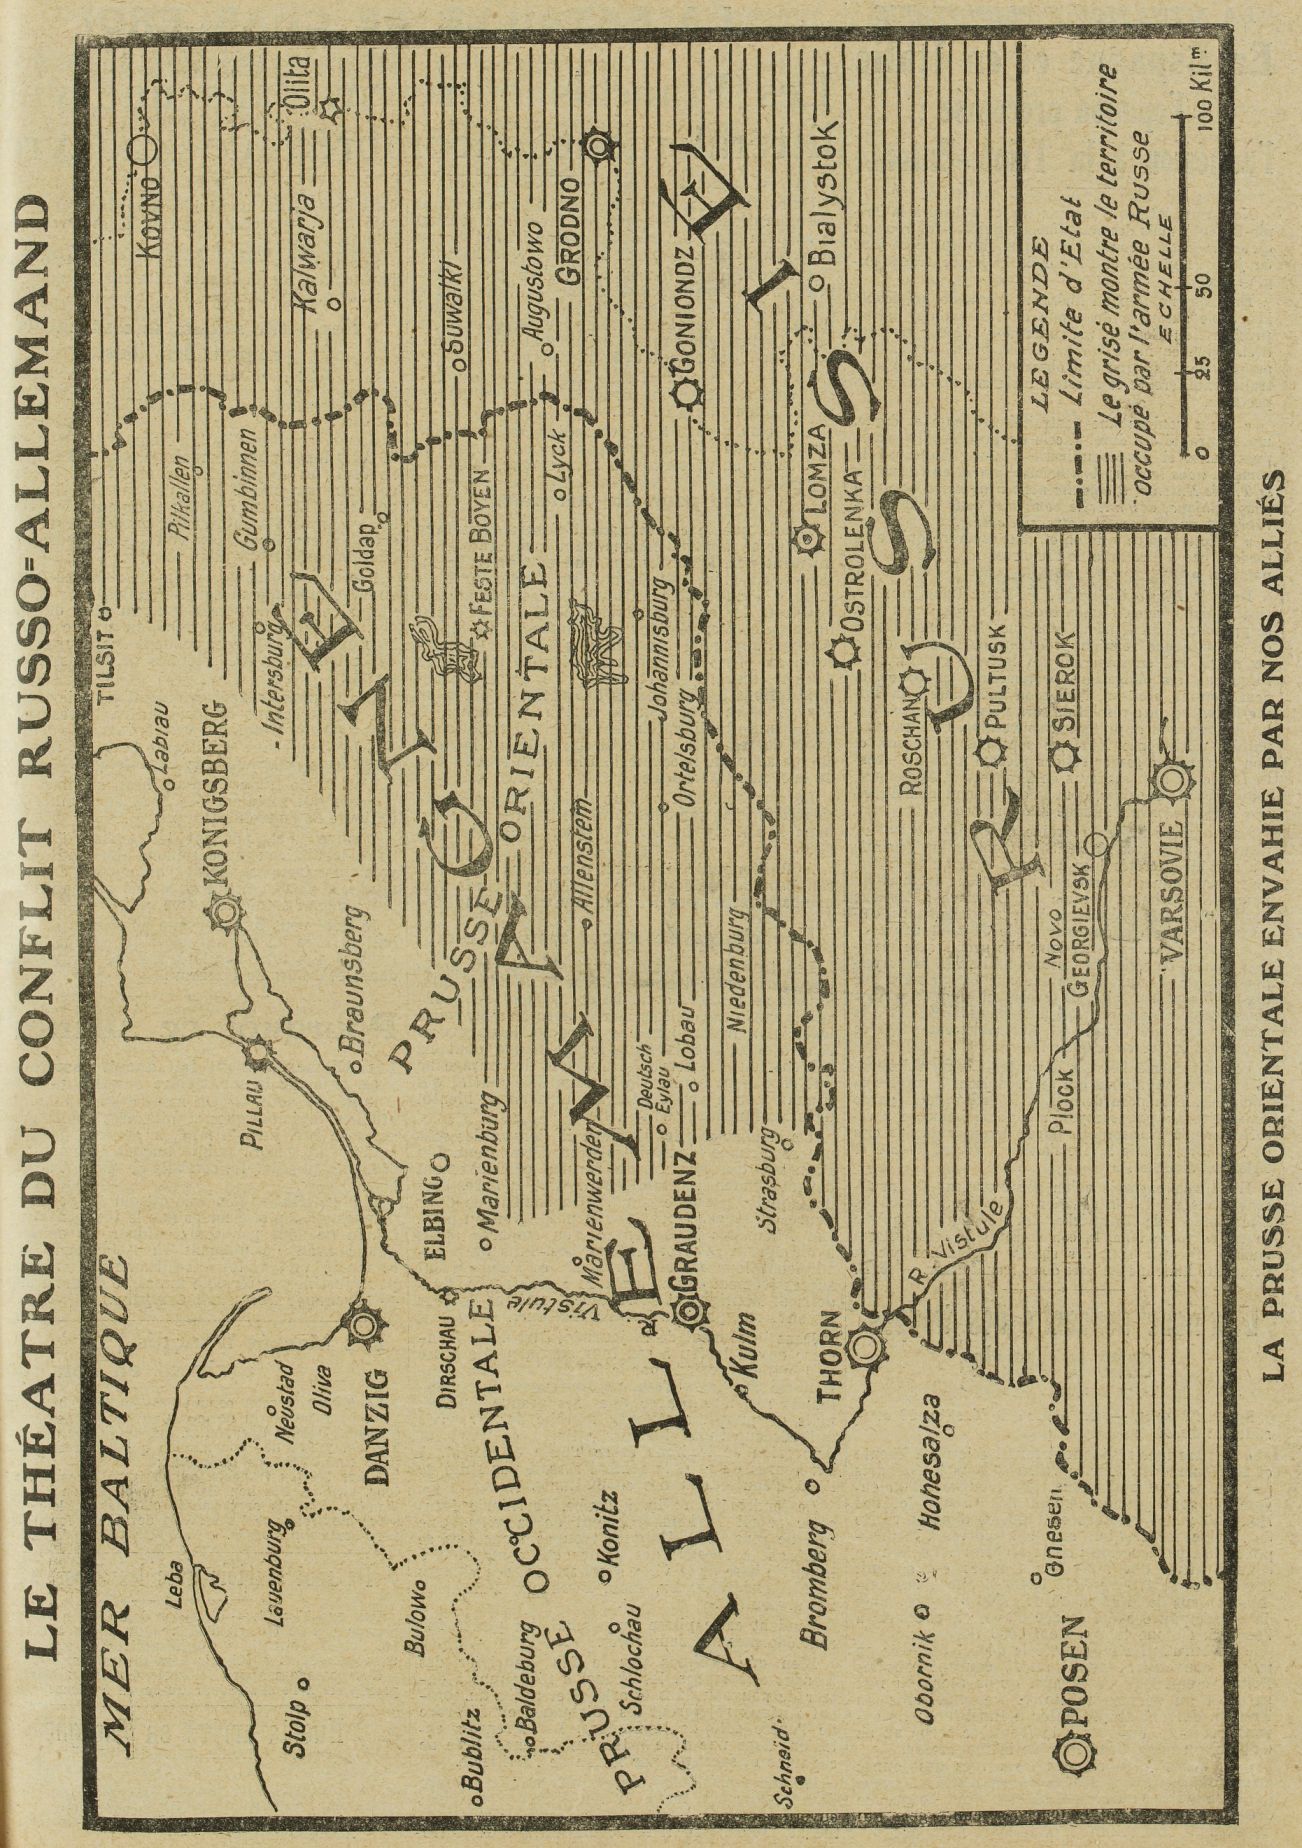 LE THÉATRE DU CONFLIT RUSSO=ALLEMAND
MER BALTIQUE
Leba
Stolp
Lauenburg
Neustad
Oliva
DANZIG
PILLAU
KONIGSBERG
Labiau
TILSIT
Pilkallen
Gumbinnen
Intersburg
KOVNO
Olita
Kalwarja
Goldap
Braunsberg
ELBING
DIRSCHAU
Bulowo
Bublitz
Baldeburg
PRUSSE OCCIDENTALE
Marienburg
PRUSSE ORIENTALE
FESTE BOYEN
Suwalki
Augustowo
GRODNO
Lyck
Vistule
Marienwerden
Konitz
Schlochau
Deutsch
Eylau
Lobau
Allenstein
Ortelsburg
Johannisburg
GONIONDZ
ALLEMAGNE
GRAUDENZ
Kulm
Strasburg
Niedenburg
Schneid.
Bromberg
THORN
LOMZA
OSTROLENKA
Bialystok
RUSSIE
Hohesalza
Obornik
R. Vistule
ROSCHAN
PULTUSK
SIEROK
Plock
NOVO
GEORGIEVSK
VARSOVIE
Gnesen
POSEN
LEGENDE
Limite d'Etat
Le grisé montre le territoire
occupé par l'armée Russe
ECHELLE
0 25 50 100 Kilm.
LA PRUSSE ORIENTALE ENVAHIE PAR NOS ALLIÉS